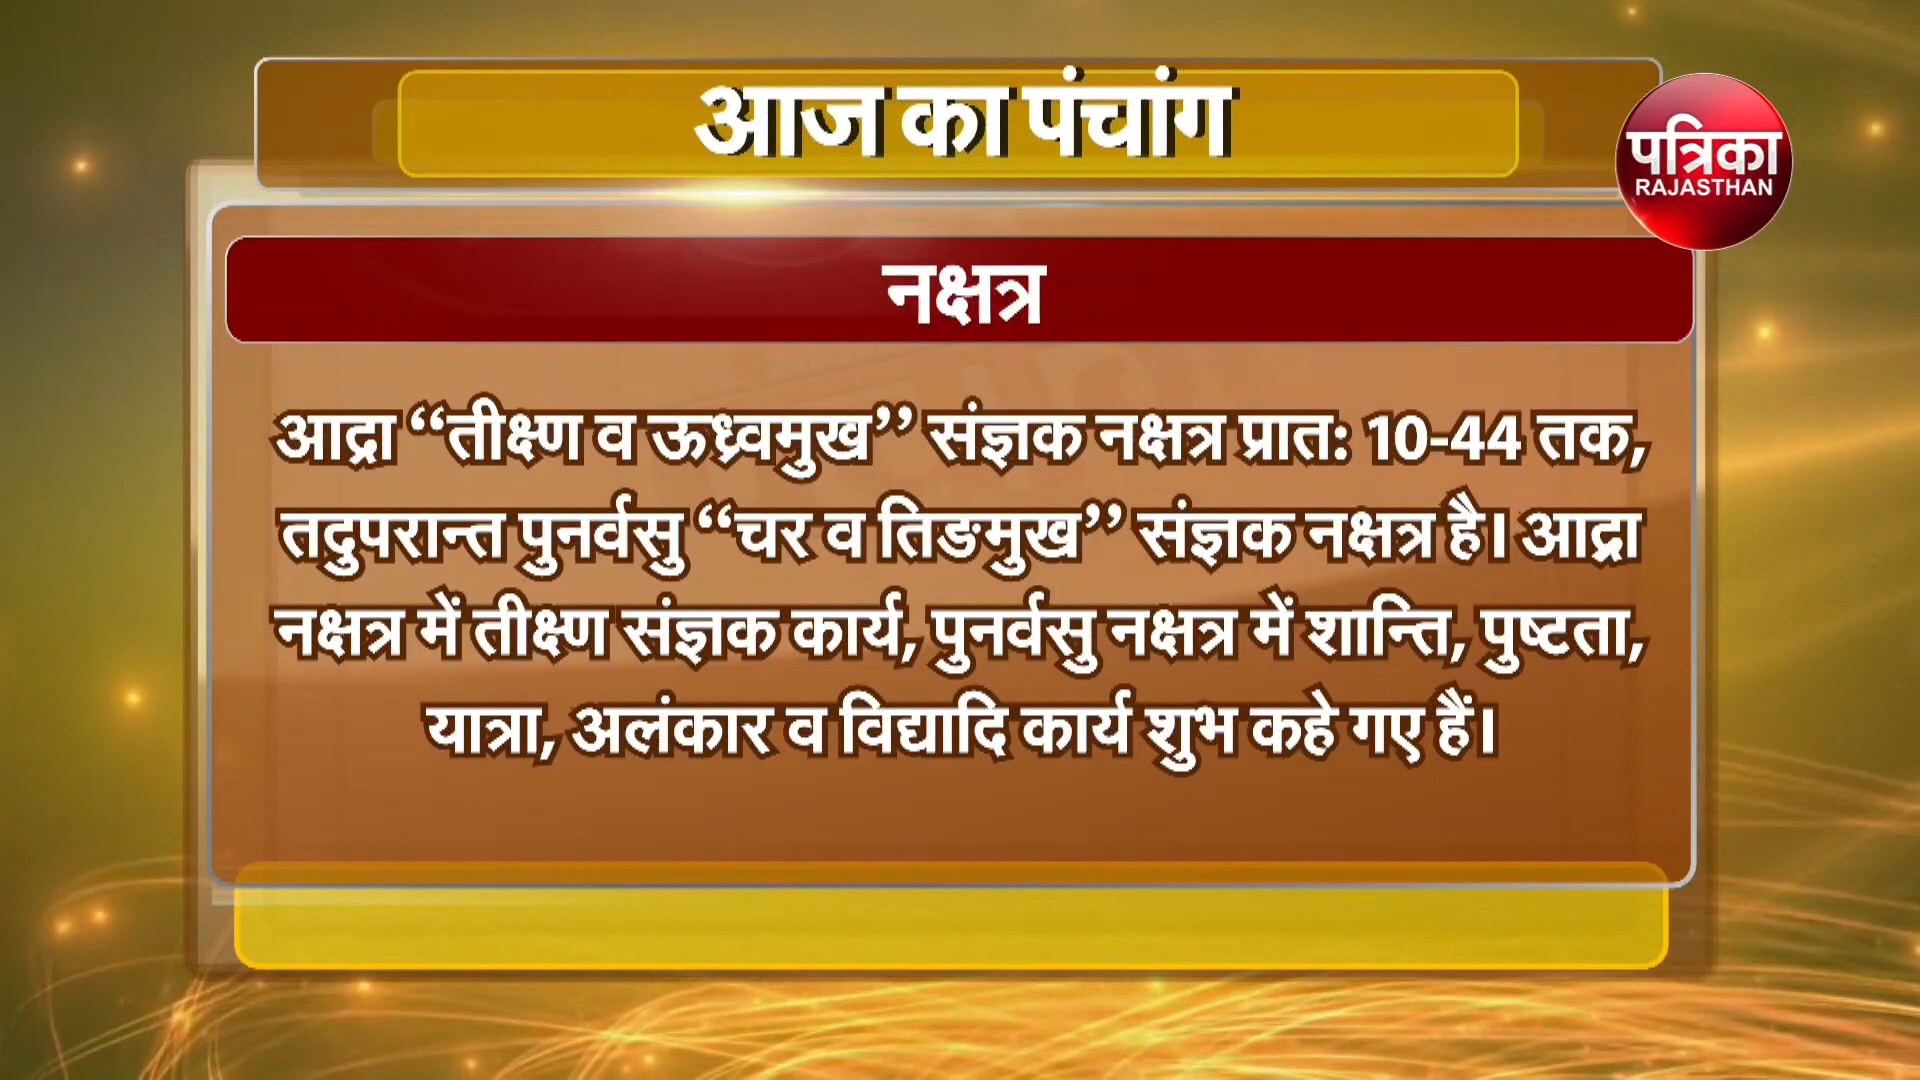 आज का पंचांग
पत्रिका
RAJASTHAN
नक्षत्र
आद्रा “तीक्ष्ण व ऊध्र्वमुख” संज्ञक नक्षत्र प्रात: 10-44 तक,
तदुपरान्त पुनर्वसु “चर व तिङमुख” संज्ञक नक्षत्र है। आद्रा
नक्षत्र में तीक्ष्ण संज्ञक कार्य, पुनर्वसु नक्षत्र में शान्ति, पुष्टता,
यात्रा, अलंकार व विद्यादि कार्य शुभ कहे गए हैं।